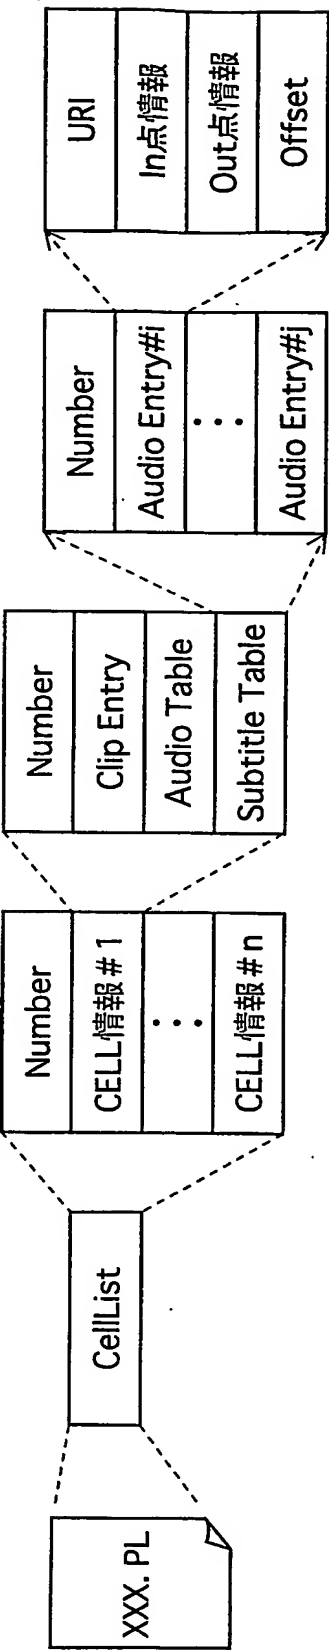 XXX. PL
CellList
Number
CELL情報#1
⋮
CELL情報#n
Number
Clip Entry
Audio Table
Subtitle Table
Number
Audio Entry#i
⋮
Audio Entry#j
URI
In点情報
Out点情報
Offset